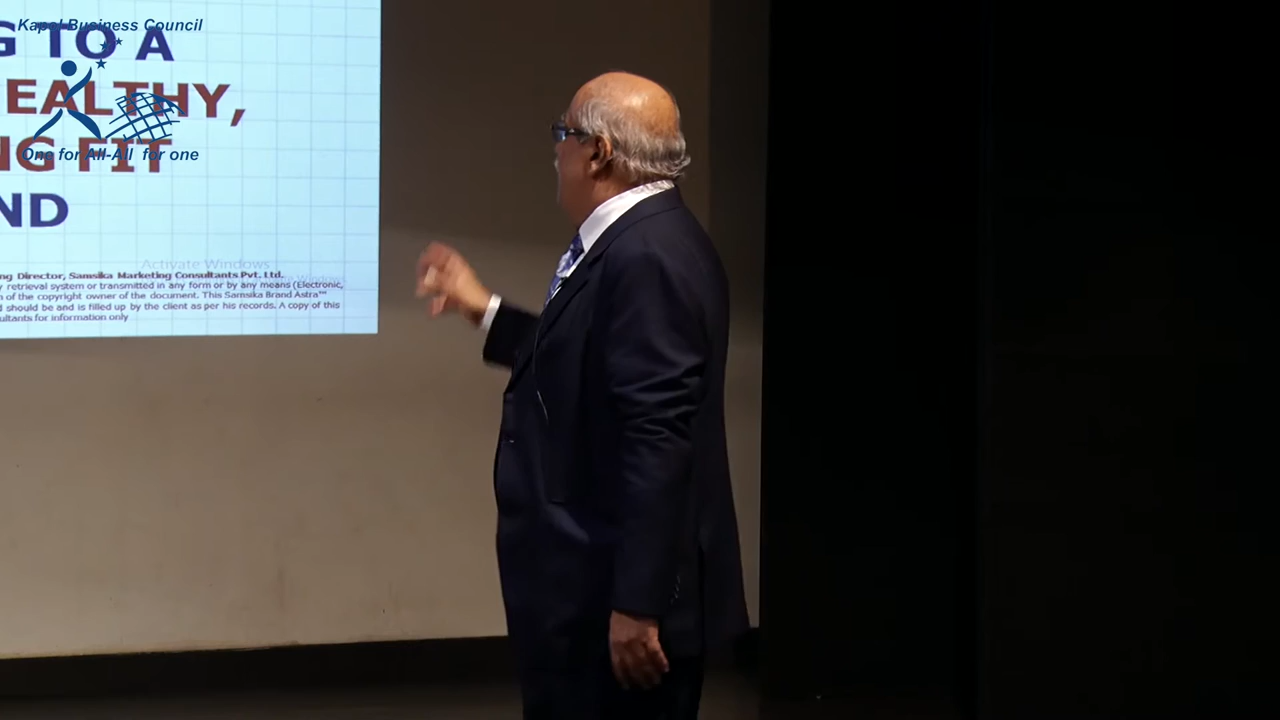 Kapol Business Council
G TO A
EALTHY,
NG FIT
One for All-All for one
ND
Activate Windows
ng Director, Samsika Marketing Consultants Pvt. Ltd.
y retrieval system or transmitted in any form or by any means (Electronic,
n of the copyright owner of the document. This Samsika Brand Astra™
d should be and is filled up by the client as per his records. A copy of this
ultants for information only